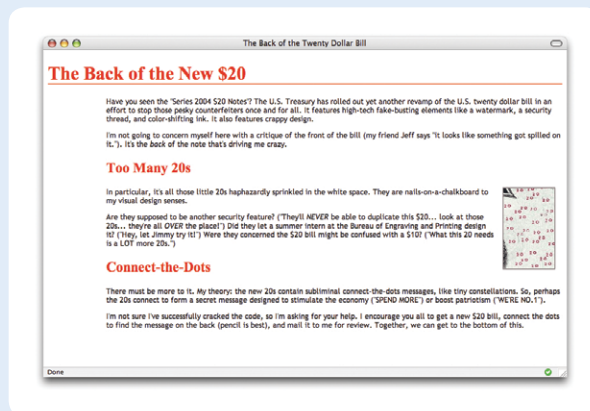 The Back of the Twenty Dollar Bill
The Back of the New $20
Have you seen the "Series 2004 $20 Notes"? The U.S. Treasury has rolled out yet another revamp of the U.S. twenty dollar bill in an
effort to stop those pesky counterfeiters once and for all. It features high-tech fake-busting elements like a watermark, a security
thread, and color-shifting ink. It also features crappy design.
I'm not going to concern myself here with a critique of the front of the bill (my friend Jeff says "It looks like something got spilled on
it."). It's the back of the note that's driving me crazy.
Too Many 20s
In particular, it's all those little 20s haphazardly sprinkled in the white space. They are nails-on-a-chalkboard to
my visual design senses.
Are they supposed to be another security feature? ("They'll NEVER be able to duplicate this $20... look at those
20s... they're all OVER the place!") Did they let a summer intern at the Bureau of Engraving and Printing design
it? ("Hey, let Jimmy try it!") Were they concerned the $20 bill might be confused with a $10? ("What this 20 needs
is a LOT more 20s.")
Connect-the-Dots
There must be more to it. My theory: the new 20s contain subliminal connect-the-dots messages, like tiny constellations. So, perhaps
the 20s connect to form a secret message designed to stimulate the economy ("SPEND MORE") or boost patriotism ("WERE NO.1").
I'm not sure I've successfully cracked the code, so I'm asking for your help. I encourage you all to get a new $20 bill, connect the dots
to find the message on the back (pencil is best), and mail it to me for review. Together, we can get to the bottom of this.
Done